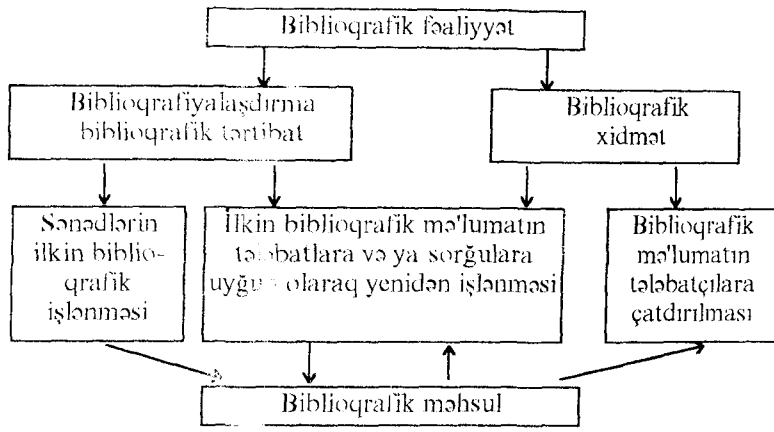 Biblioqrafik fəaliyyət
Biblioqrafiyalaşdırma
biblioqrafik tərtibat
Biblioqrafik
xidmət
Sənədlərin
ilkin biblio-
qrafik
işlənməsi
İlkin biblioqrafik mə'lumatın
tələbatlara və ya sorğulara
uyğun olaraq yenidən işlənməsi
Biblioqrafik
mə'lumatın
tələbatçılara
çatdırılması
Biblioqrafik məhsul